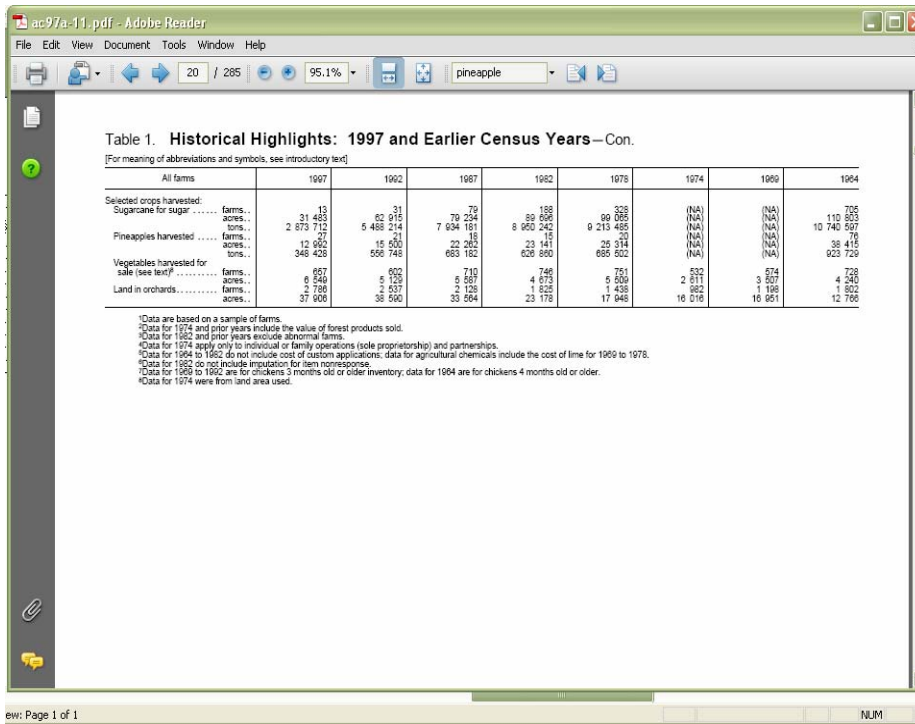 ac97a-11.pdf - Adobe Reader
File Edit View Document Tools Window Help
20 / 285 95.1% pineapple
Table 1. Historical Highlights: 1997 and Earlier Census Years—Con.
[For meaning of abbreviations and symbols, see introductory text]
All farms 1997 1992 1987 1982 1978 1974 1969 1964
Selected crops harvested:
Sugarcane for sugar ...... farms.. 13 31 79 188 328 (NA) (NA) 705
acres.. 31 483 62 915 79 234 89 696 99 065 (NA) (NA) 110 803
tons.. 2 873 712 5 488 214 7 934 181 8 950 242 9 213 485 (NA) (NA) 10 740 597
Pineapples harvested ..... farms.. 27 21 18 15 20 (NA) (NA) 76
acres.. 12 992 15 500 22 262 23 141 25 314 (NA) (NA) 38 415
tons.. 348 428 556 748 683 182 626 860 685 502 (NA) (NA) 923 729
Vegetables harvested for
sale (see text)⁸ .......... farms.. 657 602 710 746 751 532 574 728
acres.. 6 549 5 129 5 587 4 673 5 509 2 611 3 507 4 240
Land in orchards.......... farms.. 2 786 2 537 2 128 1 825 1 438 982 1 198 1 802
acres.. 37 906 38 590 33 564 23 178 17 948 16 016 16 951 12 766
¹Data are based on a sample of farms.
²Data for 1974 and prior years include the value of forest products sold.
³Data for 1982 and prior years exclude abnormal farms.
⁴Data for 1974 apply only to individual or family operations (sole proprietorship) and partnerships.
⁵Data for 1964 to 1982 do not include cost of custom applications; data for agricultural chemicals include the cost of lime for 1969 to 1978.
⁶Data for 1982 do not include imputation for item nonresponse.
⁷Data for 1969 to 1992 are for chickens 3 months old or older inventory; data for 1964 are for chickens 4 months old or older.
⁸Data for 1974 were from land area used.
ew: Page 1 of 1 NUM